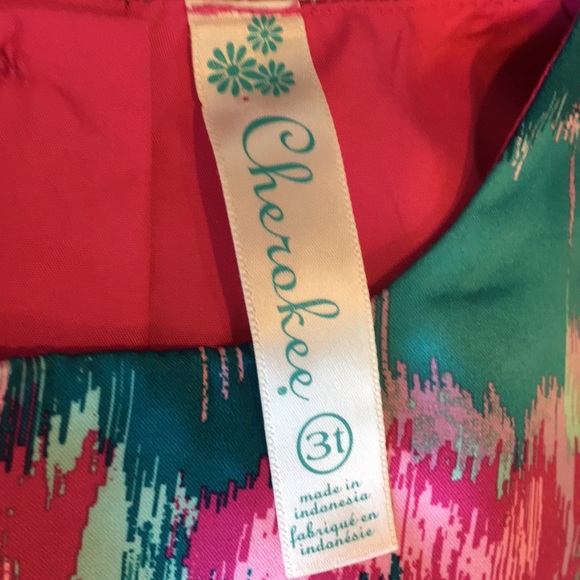 Cherokee
3t
made in
indonesia
fabriqué en
indonésie